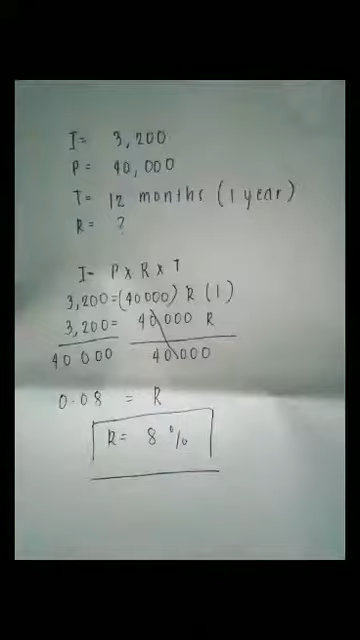 I= 3,200
P= 40,000
T= 12 months (1 year)
R= ?
I= P x R x T
3,200=(40 000) R (1)
3,200= 40 000 R
40 000 40000
0.08 = R
R= 8 %